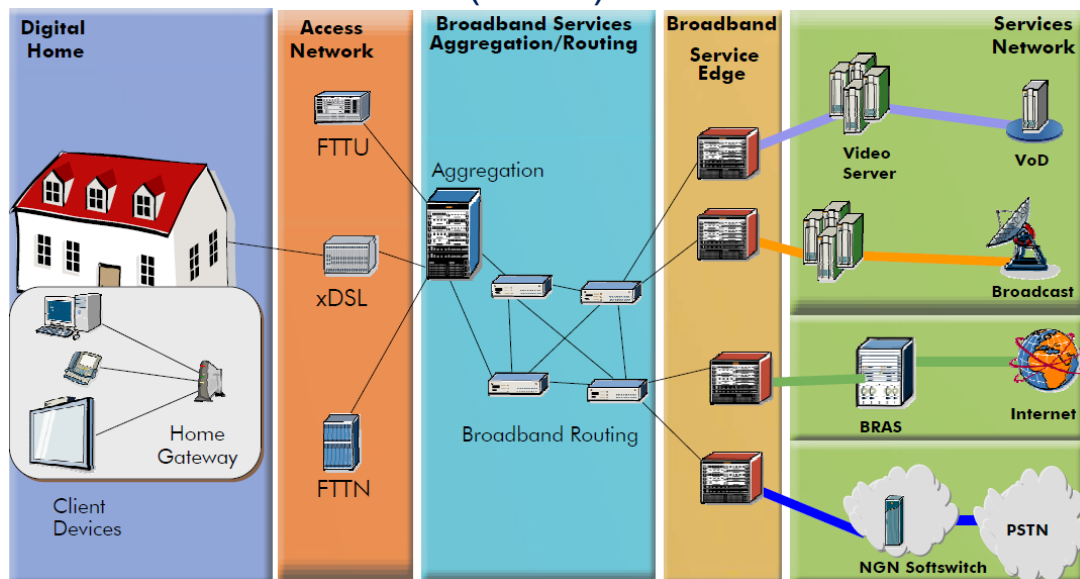 Digital
Home
Access
Network
Broadband Services
Aggregation/Routing
Broadband
Service
Edge
Services
Network
FTTU
xDSL
FTTN
Aggregation
Broadband Routing
Video
Server
VoD
Broadcast
BRAS
Internet
NGN Softswitch
PSTN
Home
Gateway
Client
Devices